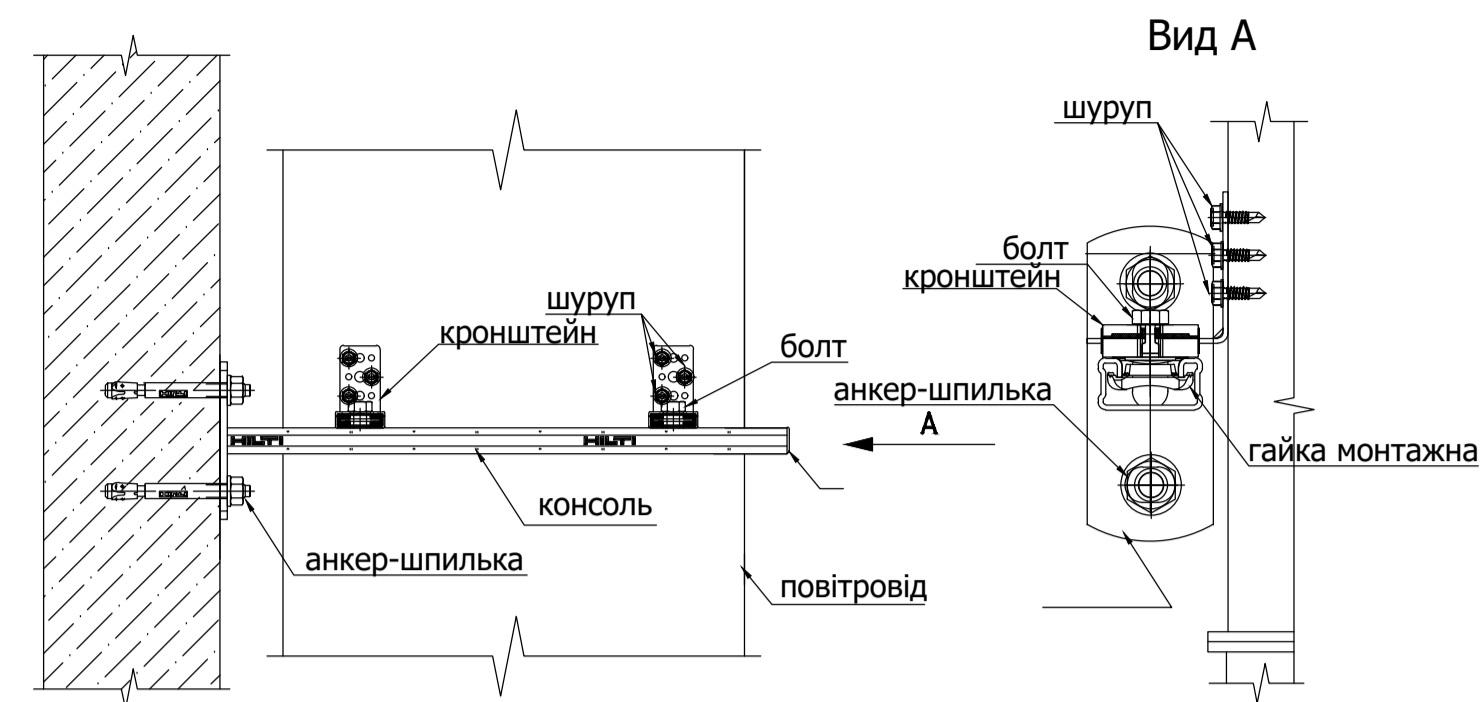 Вид А
шуруп
болт
кронштейн
анкер-шпилька
гайка монтажна
А
шуруп
кронштейн
болт
HILTI
HILTI
консоль
анкер-шпилька
повітровід